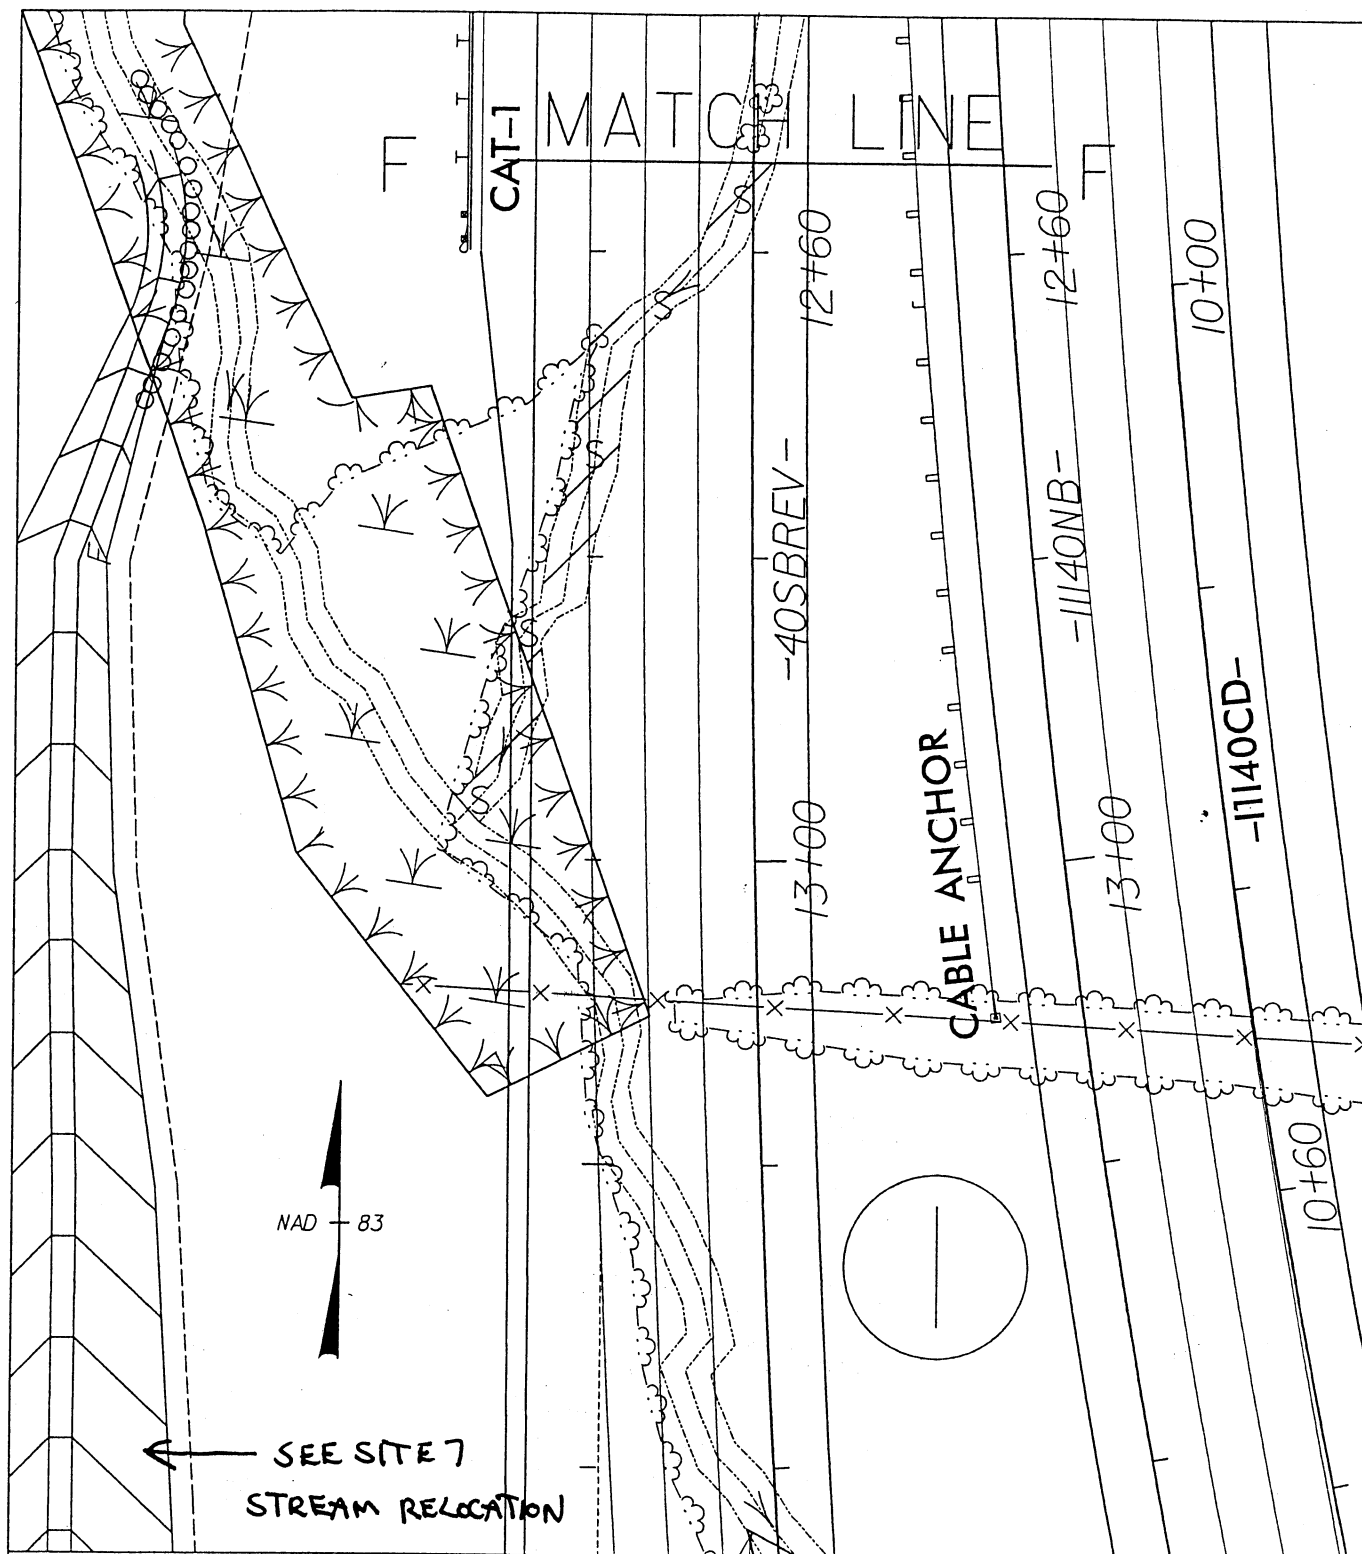 F
CAT-1
MATCH LINE
F
S
12+60
12+60
10+00
S
S
-40SBREV-
-I1140NB-
F
S
-I1140CD-
CABLE ANCHOR
S
13+00
13+00
10+60
NAD 83
SEE SITE 7
STREAM RELOCATION